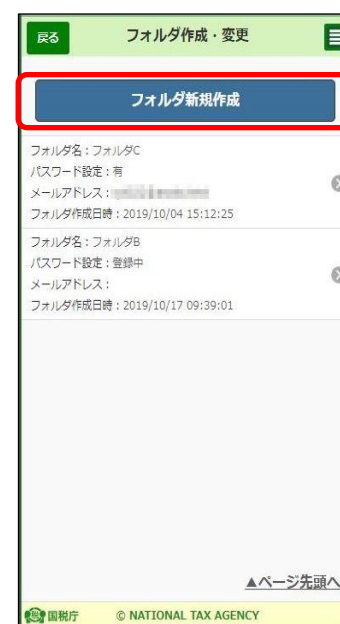 戻る
フォルダ作成・変更
フォルダ新規作成
フォルダ名：フォルダC
パスワード設定：有
メールアドレス：
フォルダ作成日時：2019/10/04 15:12:25
フォルダ名：フォルダB
パスワード設定：登録中
メールアドレス：
フォルダ作成日時：2019/10/17 09:39:01
▲ページ先頭へ
国税庁
© NATIONAL TAX AGENCY